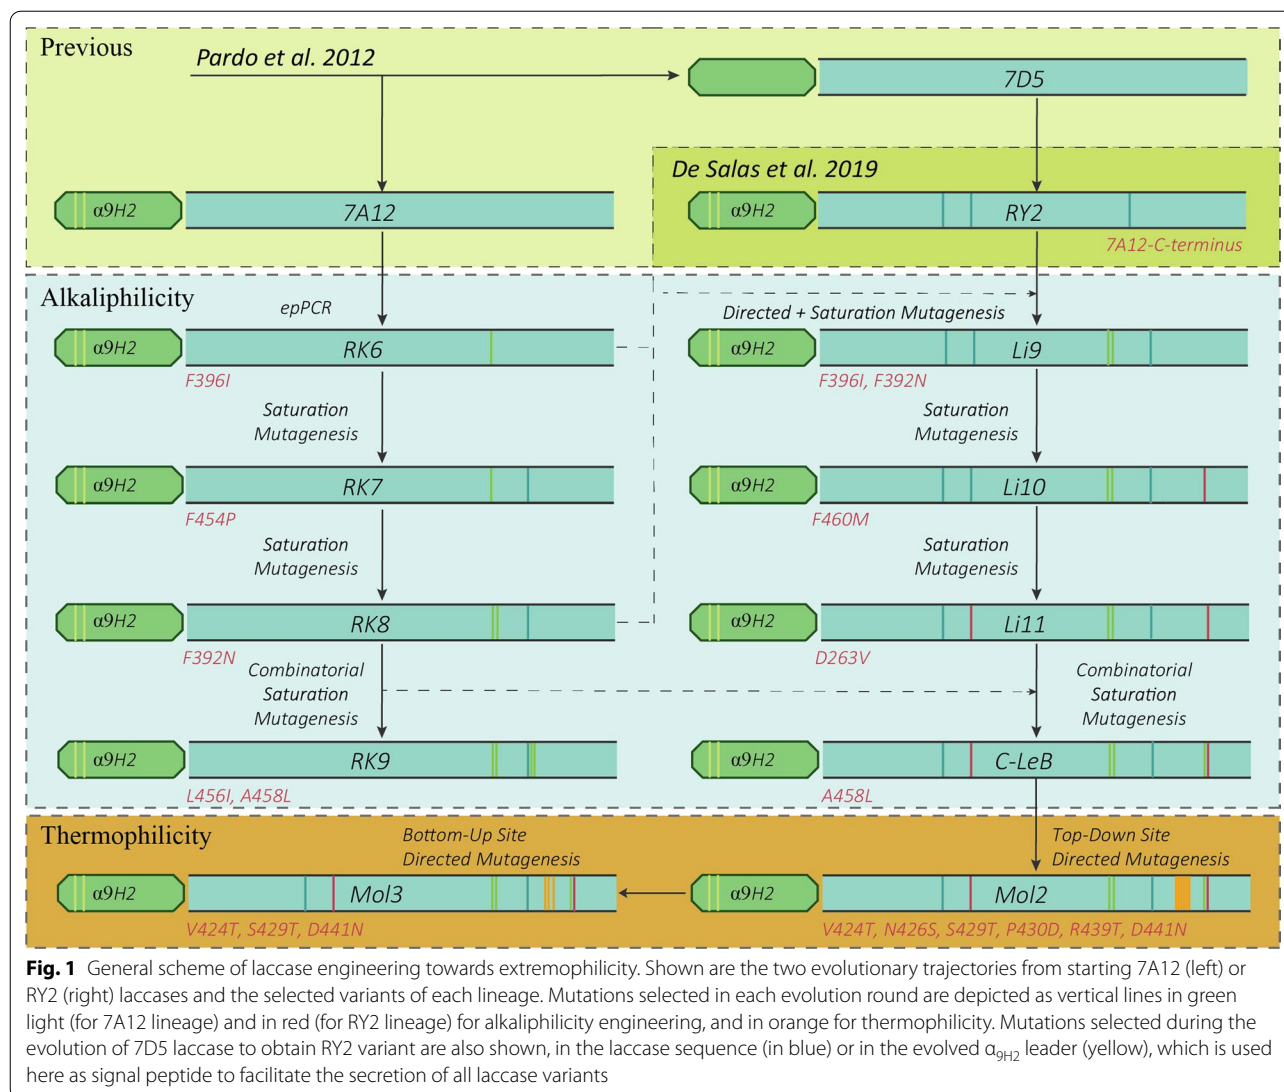 Previous
Pardo et al. 2012
7D5
De Salas et al. 2019
α9H2
7A12
α9H2
RY2
7A12-C-terminus
Alkaliphilicity
epPCR
Directed + Saturation Mutagenesis
α9H2
RK6
α9H2
Li9
F396I
F396I, F392N
Saturation
Mutagenesis
Saturation
Mutagenesis
α9H2
RK7
α9H2
Li10
F454P
F460M
Saturation
Mutagenesis
Saturation
Mutagenesis
α9H2
RK8
α9H2
Li11
F392N
D263V
Combinatorial
Saturation
Mutagenesis
Combinatorial
Saturation
Mutagenesis
α9H2
RK9
α9H2
C-LeB
L456I, A458L
A458L
Thermophilicity
Bottom-Up Site
Directed Mutagenesis
Top-Down Site
Directed Mutagenesis
α9H2
Mol3
α9H2
Mol2
V424T, S429T, D441N
V424T, N426S, S429T, P430D, R439T, D441N
Fig. 1 General scheme of laccase engineering towards extremophilicity. Shown are the two evolutionary trajectories from starting 7A12 (left) or
RY2 (right) laccases and the selected variants of each lineage. Mutations selected in each evolution round are depicted as vertical lines in green
light (for 7A12 lineage) and in red (for RY2 lineage) for alkaliphilicity engineering, and in orange for thermophilicity. Mutations selected during the
evolution of 7D5 laccase to obtain RY2 variant are also shown, in the laccase sequence (in blue) or in the evolved α9H2 leader (yellow), which is used
here as signal peptide to facilitate the secretion of all laccase variants